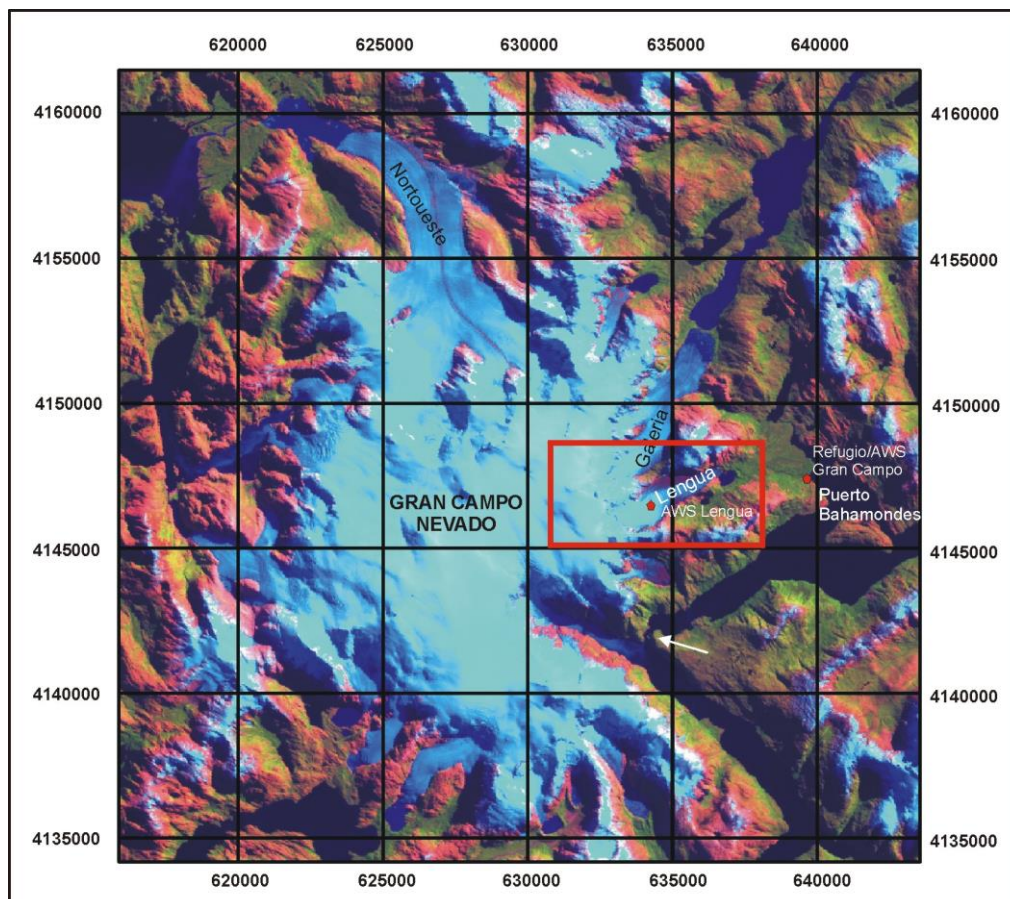 620000 625000 630000 635000 640000
4160000 4160000
Nortoueste
4155000 4155000
4150000 4150000
Galeria
Refugio/AWS
Gran Campo
Lengua
GRAN CAMPO
NEVADO
AWS Lengua
Puerto
Bahamondes
4145000 4145000
4140000 4140000
4135000 4135000
620000 625000 630000 635000 640000